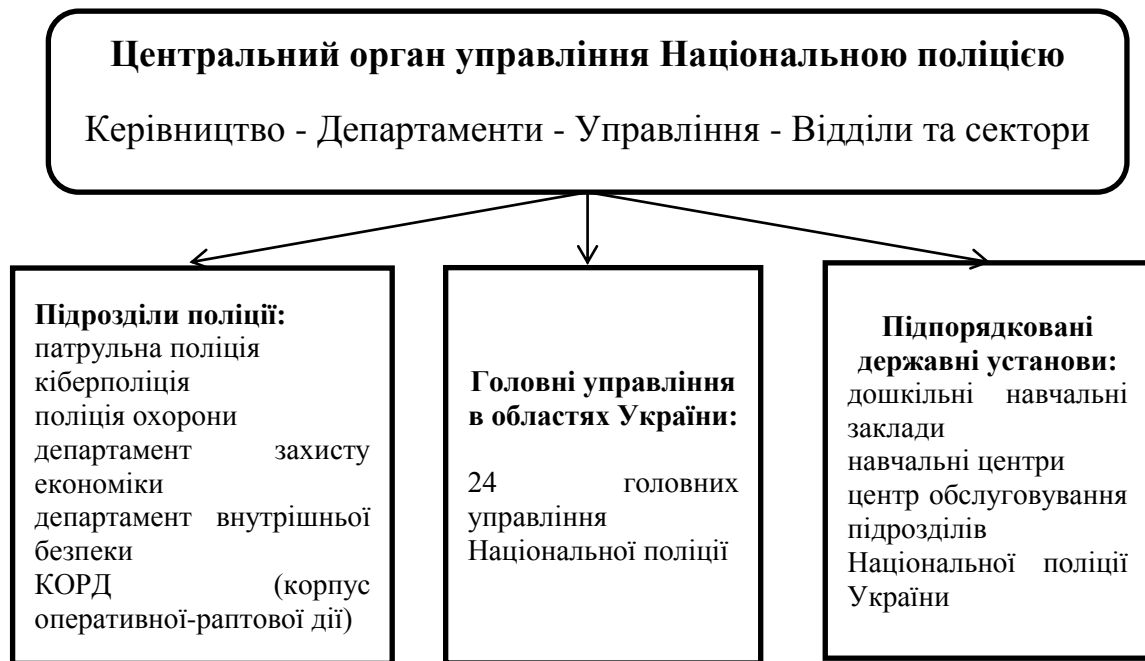 Центральний орган управління Національною поліцією
Керівництво - Департаменти - Управління - Відділи та сектори
Підрозділи поліції:
патрульна поліція
кіберполіція
поліція охорони
департамент захисту
економіки
департамент внутрішньої
безпеки
КОРД (корпус
оперативної-раптової дії)
Головні управління
в областях України:
24 головних
управління
Національної поліції
Підпорядковані
державні установи:
дошкільні навчальні
заклади
навчальні центри
центр обслуговування
підрозділів
Національної поліції
України